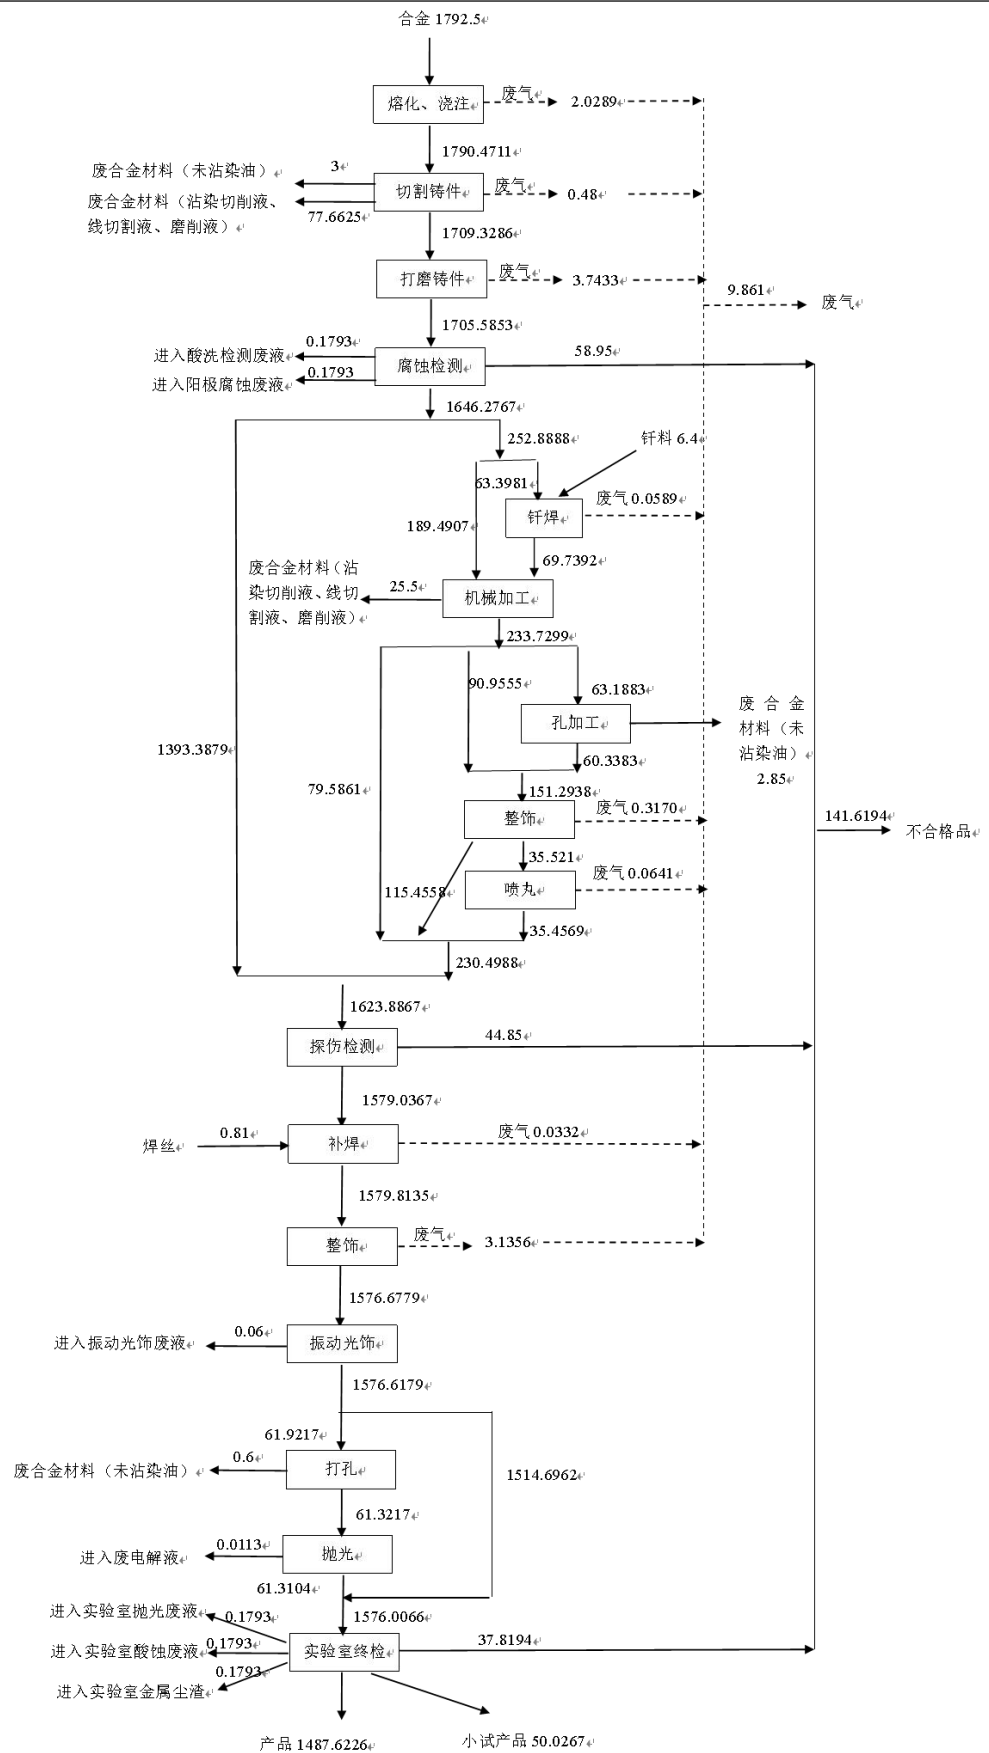 合金 1792.5
熔化、浇注
废气
2.0289
1790.4711
废合金材料（未沾染油）
3
切割铸件
废气
0.48
废合金材料（沾染切削液、
线切割液、磨削液）
77.6625
1709.3286
打磨铸件
废气
3.7433
9.861
废气
1705.5853
进入酸洗检测废液
0.1793
腐蚀检测
58.95
进入阳极腐蚀废液
0.1793
1646.2767
252.8888
钎料 6.4
63.3981
废气 0.0589
钎焊
189.4907
69.7392
废合金材料（沾
染切削液、线切
割液、磨削液）
25.5
机械加工
233.7299
90.9555
63.1883
孔加工
废合金
材料（未
沾染油）
2.85
1393.3879
60.3383
79.5861
151.2938
整饰
废气 0.3170
141.6194
不合格品
35.521
废气 0.0641
115.4558
喷丸
35.4569
230.4988
1623.8867
探伤检测
44.85
1579.0367
焊丝
0.81
补焊
废气 0.0332
1579.8135
整饰
废气
3.1356
1576.6779
进入振动光饰废液
0.06
振动光饰
1576.6179
61.9217
废合金材料（未沾染油）
0.6
打孔
1514.6962
61.3217
进入废电解液
0.0113
抛光
61.3104
1576.0066
进入实验室抛光废液
0.1793
进入实验室酸蚀废液
0.1793
实验室终检
37.8194
进入实验室金属尘渣
0.1793
产品 1487.6226
小试产品 50.0267